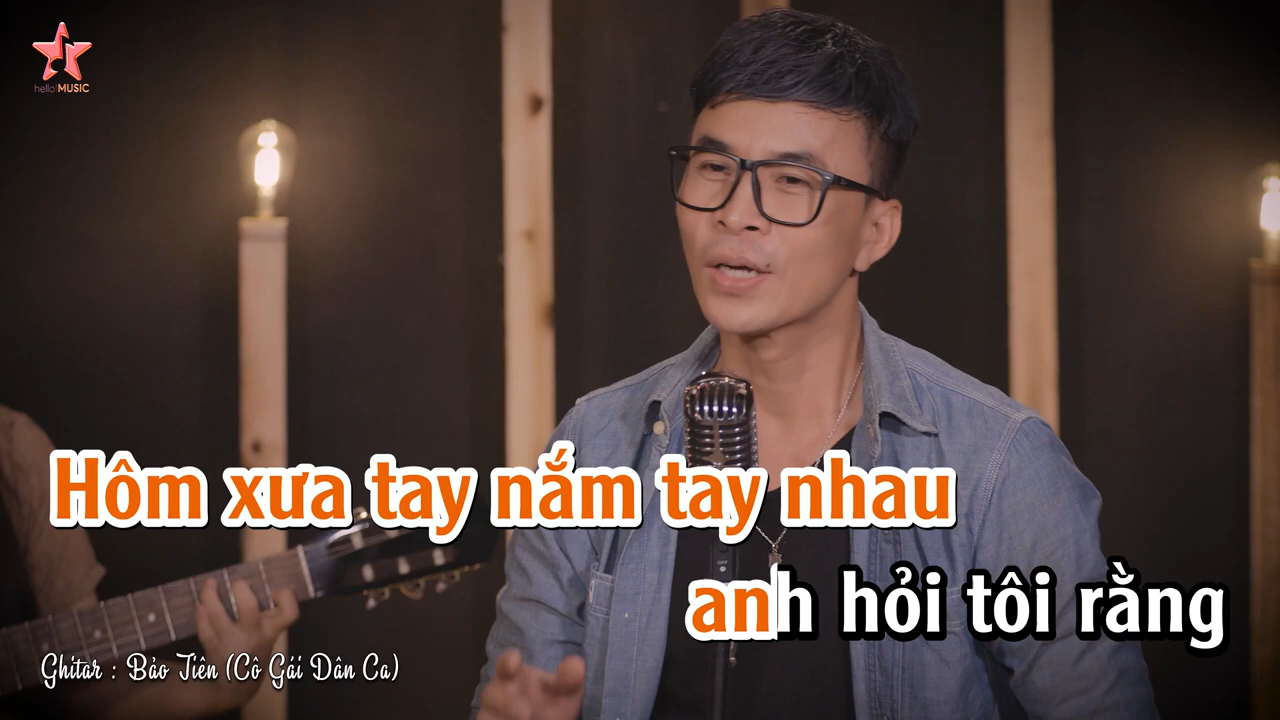 hello!MUSIC
Hôm xưa tay nắm tay nhau
anh hỏi tôi rằng
Ghitar : Bảo Tiên (Cô Gái Dân Ca)
OFF